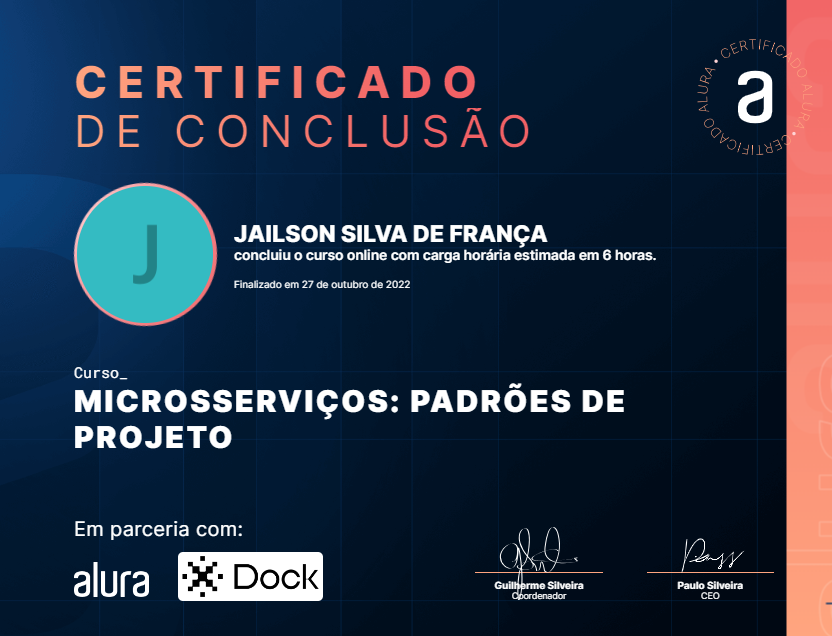 CERTIFICADO
DE CONCLUSÃO
CERTIFICADO ALURA • CERTIFICADO ALURA •
a
J
JAILSON SILVA DE FRANÇA
concluiu o curso online com carga horária estimada em 6 horas.
Finalizado em 27 de outubro de 2022
Curso_
MICROSSERVIÇOS: PADRÕES DE
PROJETO
Em parceria com:
alura
Dock
Guilherme Silveira
Coordenador
Paulo Silveira
CEO